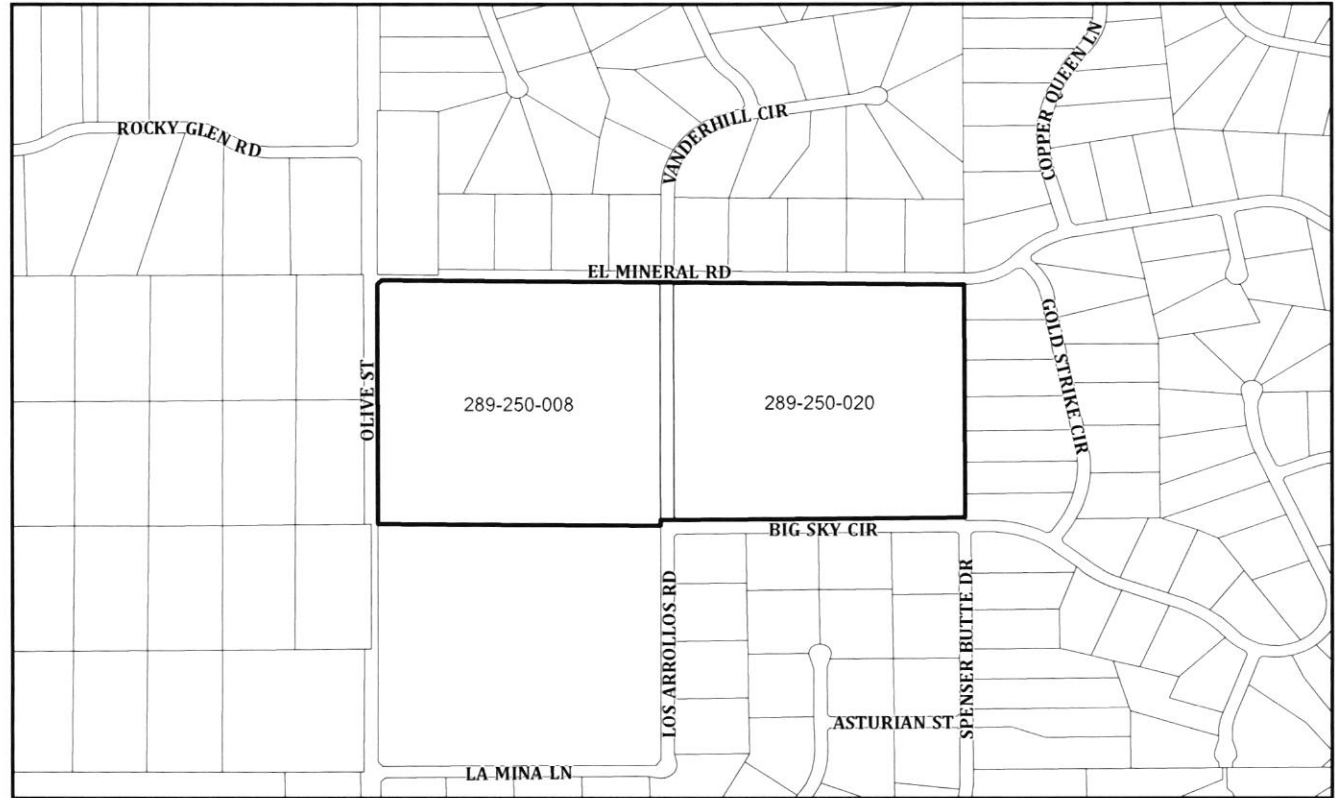 COPPER QUEEN LN
ROCKY GLEN RD
VANDERHILL CIR
EL MINERAL RD
GOLD STRIKE CIR
OLIVE ST
289-250-008
289-250-020
BIG SKY CIR
LOS ARROLLOS RD
SPENSER BUTTE DR
ASTURIAN ST
LA MINA LN